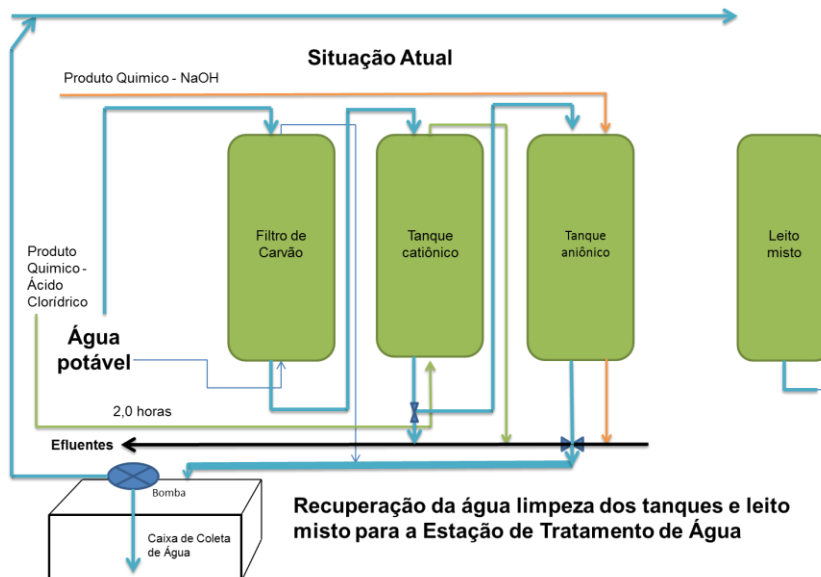 Situação Atual
Produto Quimico - NaOH
Filtro de
Carvão
Tanque
catiônico
Tanque
aniônico
Leito
misto
Produto
Quimico -
Ácido
Clorídrico
Água
potável
2,0 horas
Efluentes
Bomba
Caixa de Coleta
de Água
Recuperação da água limpeza dos tanques e leito
misto para a Estação de Tratamento de Água